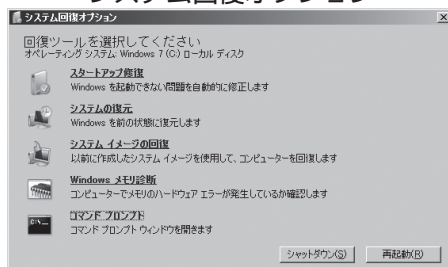 システム回復オプション
回復ツールを選択してください
オペレーティング システム: Windows 7 (C:) ローカル ディスク
スタートアップ修復
Windows を起動できない問題を自動的に修正します
システムの復元
Windows を前の状態に復元します
システム イメージの回復
以前に作成したシステム イメージを使用して、コンピューターを回復します
Windows メモリ診断
コンピューターでメモリのハードウェア エラーが発生しているか確認します
コマンド プロンプト
コマンド プロンプト ウィンドウを開きます
シャットダウン(S) 再起動(R)